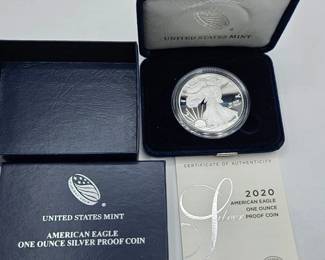 UNITED STATES MINT
UNITED STATES MINT
AMERICAN EAGLE
ONE OUNCE SILVER PROOF COIN
CERTIFICATE OF AUTHENTICITY
2020
AMERICAN EAGLE
ONE OUNCE
PROOF COIN
Silver